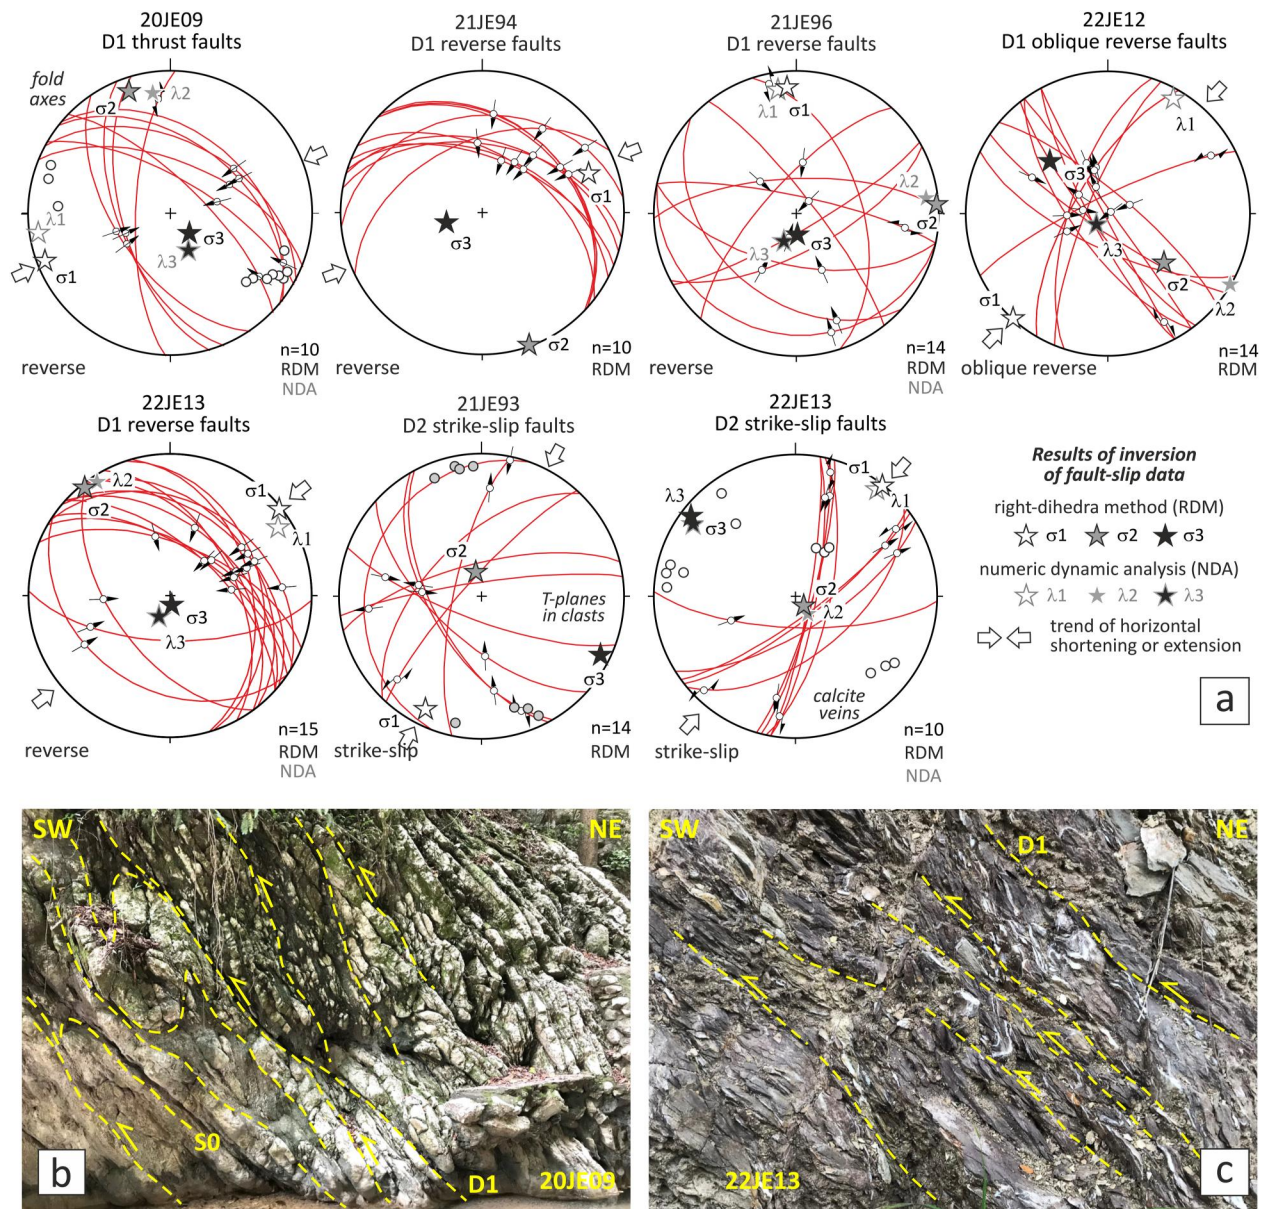 20JE09
D1 thrust faults
fold
axes
σ2
λ2
λ1
σ1
σ3
λ3
reverse
n=10
RDM
NDA
21JE94
D1 reverse faults
σ1
σ3
σ2
reverse
n=10
RDM
21JE96
D1 reverse faults
λ1
σ1
λ2
σ2
σ3
λ3
reverse
n=14
RDM
NDA
22JE12
D1 oblique reverse faults
λ1
σ3
λ3
σ2
λ2
σ1
oblique reverse
n=14
RDM
22JE13
D1 reverse faults
λ2
σ2
σ1
λ1
σ3
λ3
reverse
n=15
RDM
NDA
21JE93
D2 strike-slip faults
σ2
T-planes
in clasts
σ3
σ1
strike-slip
n=14
RDM
22JE13
D2 strike-slip faults
σ1
λ1
λ3
σ3
σ2
λ2
calcite
veins
strike-slip
n=10
RDM
NDA
Results of inversion
of fault-slip data
right-dihedra method (RDM)
σ1 σ2 σ3
numeric dynamic analysis (NDA)
λ1 λ2 λ3
trend of horizontal
shortening or extension
a
SW
NE
S0
D1
20JE09
b
SW
NE
D1
22JE13
c